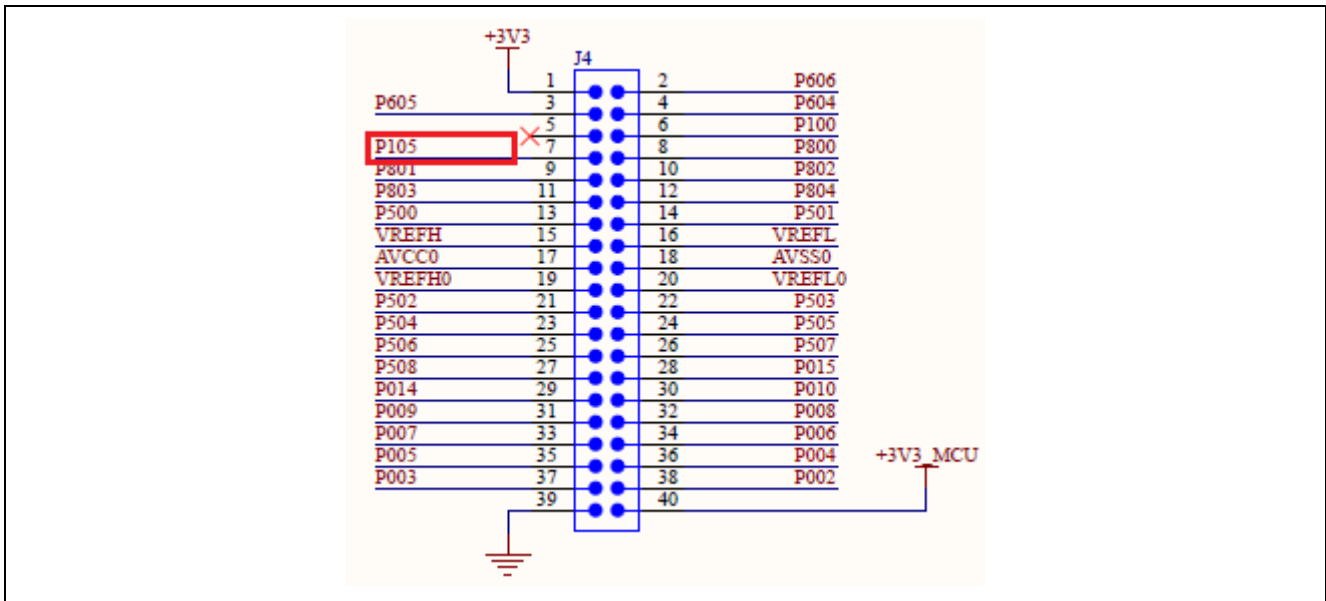 +3V3
J4
1 2 P606
P605 3 4 P604
5 6 P100
P105 7 8 P800
P801 9 10 P802
P803 11 12 P804
P500 13 14 P501
VREFH 15 16 VREFL
AVCC0 17 18 AVSS0
VREFH0 19 20 VREFL0
P502 21 22 P503
P504 23 24 P505
P506 25 26 P507
P508 27 28 P015
P014 29 30 P010
P009 31 32 P008
P007 33 34 P006
P005 35 36 P004 +3V3_MCU
P003 37 38 P002
39 40